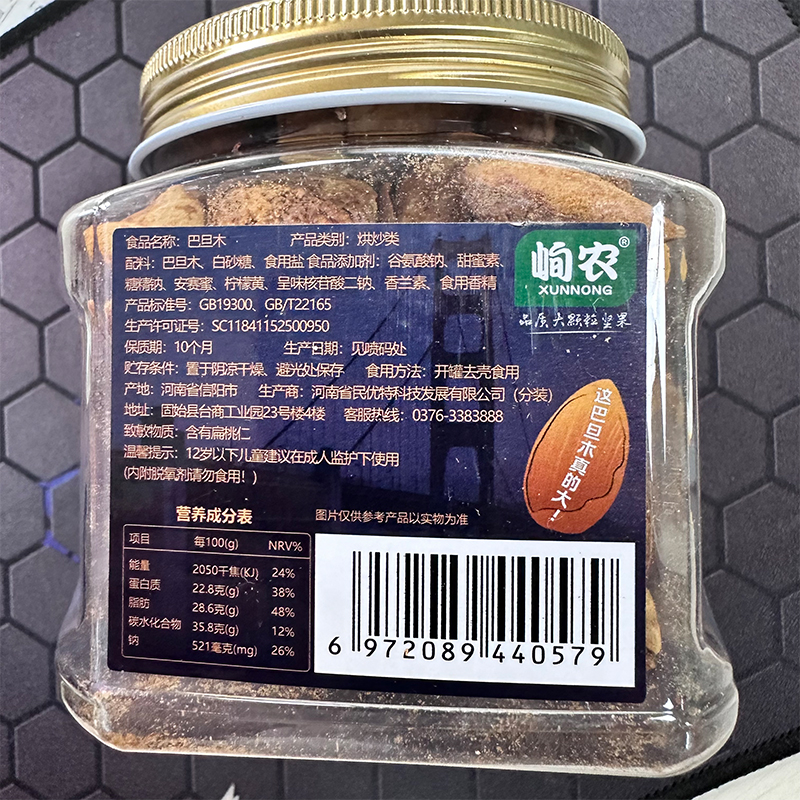 食品名称：巴旦木 产品类别：烘炒类
配料：巴旦木、白砂糖、食用盐 食品添加剂：谷氨酸钠、甜蜜素、
糖精钠、安赛蜜、柠檬黄、呈味核苷酸二钠、香兰素、食用香精
产品标准号：GB19300、GB/T22165
生产许可证号：SC11841152500950
保质期：10个月 生产日期：见喷码处
贮存条件：置于阴凉干燥、避光处保存 食用方法：开罐去壳食用
产地：河南省信阳市 生产商：河南省民优特科技发展有限公司（分装）
地址：固始县台商工业园23号楼4楼 客服热线：0376-3383888
致敏物质：含有扁桃仁
温馨提示：12岁以下儿童建议在成人监护下使用
(内附脱氧剂请勿食用！)
峋农®
XUNNONG
品质大颗粒坚果
这巴旦木真的大！
营养成分表
项目 每100(g) NRV%
能量 2050千焦(KJ) 24%
蛋白质 22.8克(g) 38%
脂肪 28.6克(g) 48%
碳水化合物 35.8克(g) 12%
钠 521毫克(mg) 26%
图片仅供参考产品以实物为准
6 972089 440579